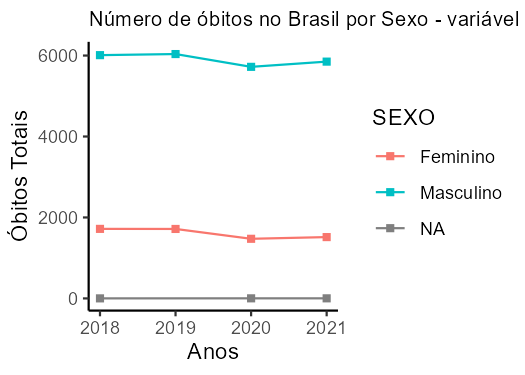 Número de óbitos no Brasil por Sexo - variável
Óbitos Totais
6000
4000
2000
0
2018 2019 2020 2021
Anos
SEXO
Feminino
Masculino
NA